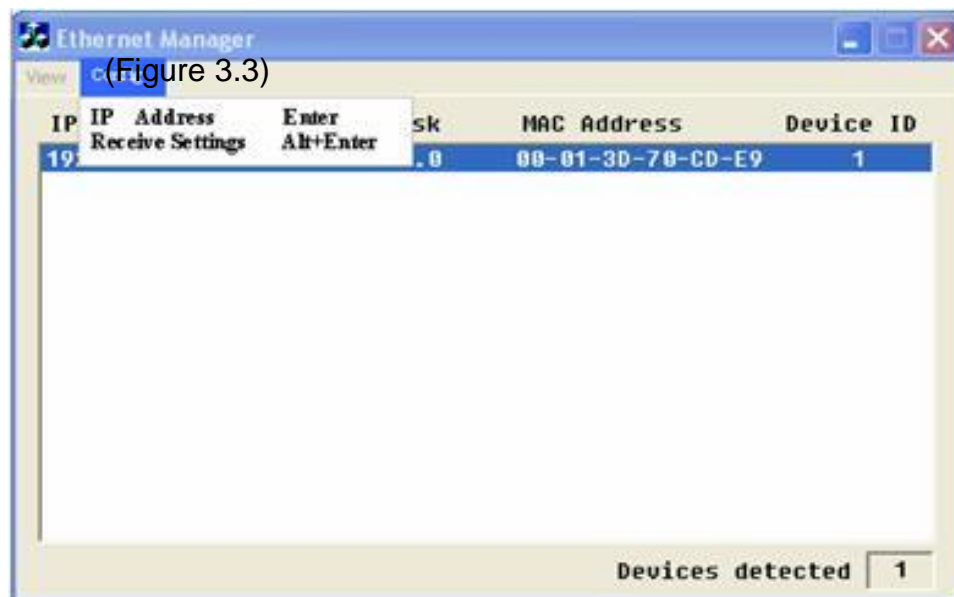 Ethernet Manager
(Figure 3.3)
View
IP Address Enter
Receive Settings Alt+Enter
IP sk MAC Address Device ID
19 .0 00-01-3D-70-CD-E9 1
Devices detected 1